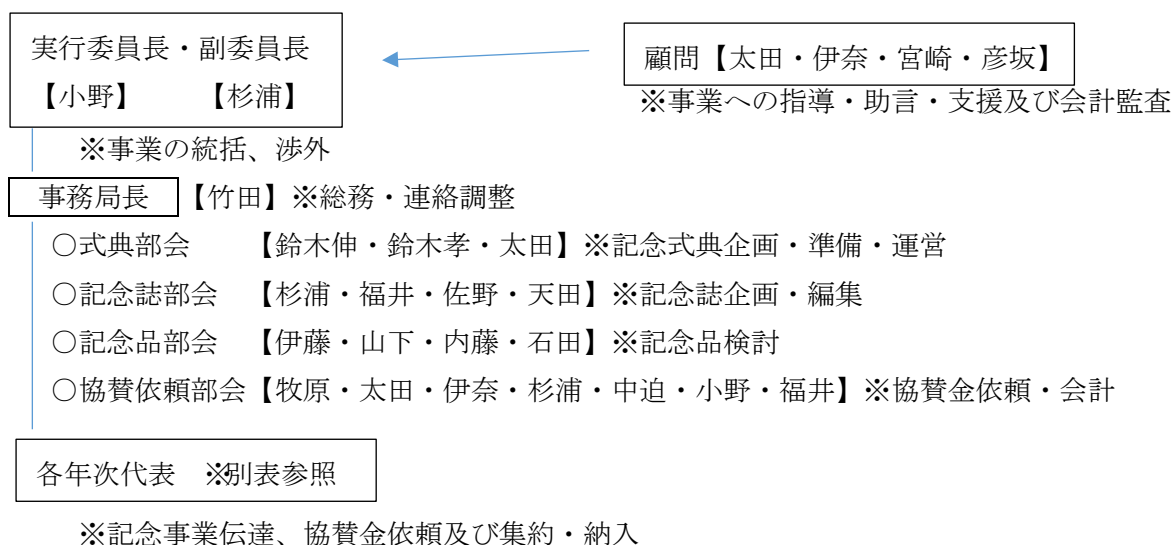 実行委員長・副委員長
【小野】　　【杉浦】
顧問【太田・伊奈・宮崎・彦坂】
※事業への指導・助言・支援及び会計監査
※事業の統括、渉外
事務局長　【竹田】※総務・連絡調整
○式典部会　　【鈴木伸・鈴木孝・太田】※記念式典企画・準備・運営
○記念誌部会　【杉浦・福井・佐野・天田】※記念誌企画・編集
○記念品部会　【伊藤・山下・内藤・石田】※記念品検討
○協賛依頼部会【牧原・太田・伊奈・杉浦・中迫・小野・福井】※協賛金依頼・会計
各年次代表　※別表参照
※記念事業伝達、協賛金依頼及び集約・納入